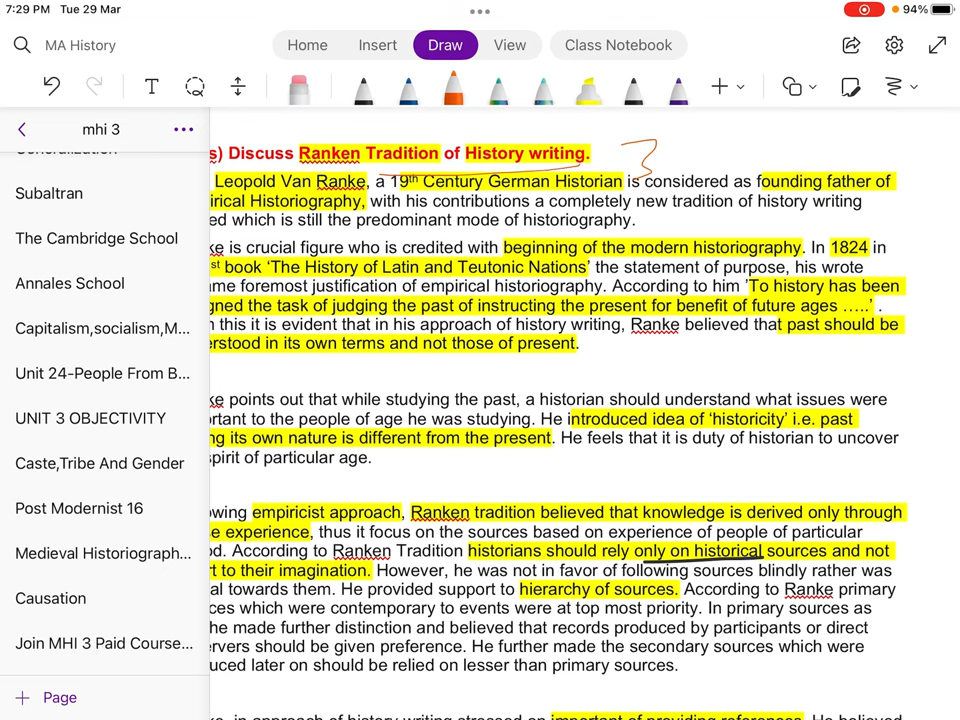 7:29 PM Tue 29 Mar
94%
MA History
Home Insert Draw View Class Notebook
mhi 3
Subaltran
The Cambridge School
Annales School
Capitalism,socialism,M...
Unit 24-People From B...
UNIT 3 OBJECTIVITY
Caste,Tribe And Gender
Post Modernist 16
Medieval Historiograph...
Causation
Join MHI 3 Paid Course...
Page
s) Discuss Ranken Tradition of History writing. 3
Leopold Van Ranke, a 19th Century German Historian is considered as founding father of
irical Historiography, with his contributions a completely new tradition of history writing
ed which is still the predominant mode of historiography.
ke is crucial figure who is credited with beginning of the modern historiography. In 1824 in
st book ‘The History of Latin and Teutonic Nations’ the statement of purpose, his wrote
ame foremost justification of empirical historiography. According to him ’To history has been
gned the task of judging the past of instructing the present for benefit of future ages …..’ .
m this it is evident that in his approach of history writing, Ranke believed that past should be
erstood in its own terms and not those of present.
ke points out that while studying the past, a historian should understand what issues were
ortant to the people of age he was studying. He introduced idea of ‘historicity’ i.e. past
ng its own nature is different from the present. He feels that it is duty of historian to uncover
spirit of particular age.
owing empiricist approach, Ranken tradition believed that knowledge is derived only through
e experience, thus it focus on the sources based on experience of people of particular
od. According to Ranken Tradition historians should rely only on historical sources and not
rt to their imagination. However, he was not in favor of following sources blindly rather was
al towards them. He provided support to hierarchy of sources. According to Ranke primary
ces which were contemporary to events were at top most priority. In primary sources as
he made further distinction and believed that records produced by participants or direct
ervers should be given preference. He further made the secondary sources which were
uced later on should be relied on lesser than primary sources.
ke, in approach of history writing stressed on important of providing references. He believed